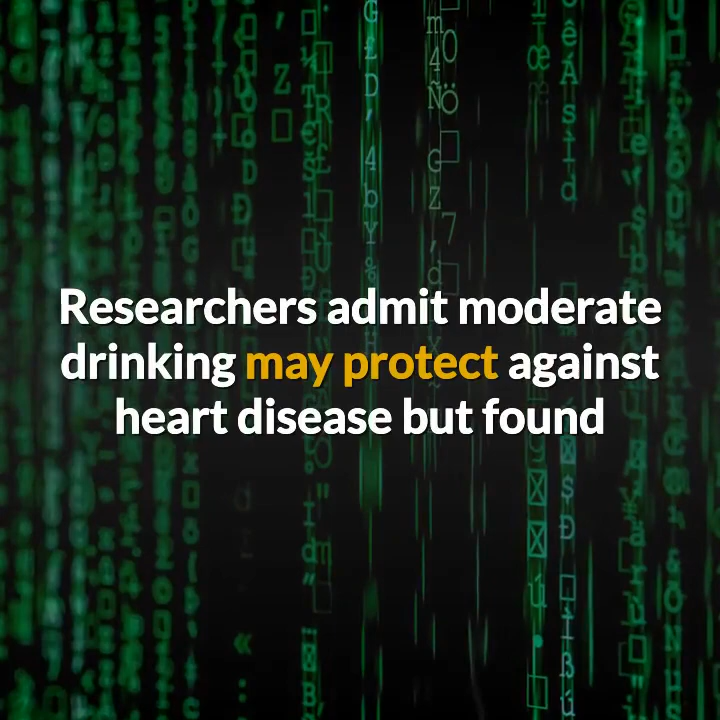 Researchers admit moderate
drinking may protect against
heart disease but found